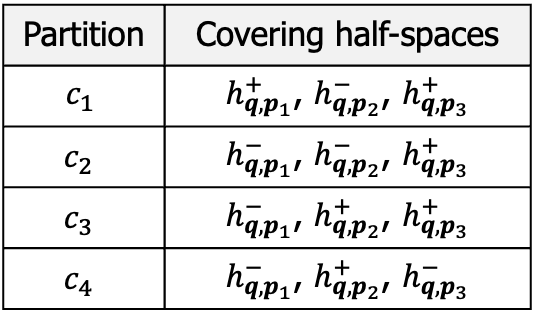 Partition Covering half-spaces
c₁ h⁺q,p₁, h⁻q,p₂, h⁺q,p₃
c₂ h⁻q,p₁, h⁻q,p₂, h⁺q,p₃
c₃ h⁻q,p₁, h⁺q,p₂, h⁺q,p₃
c₄ h⁻q,p₁, h⁺q,p₂, h⁻q,p₃